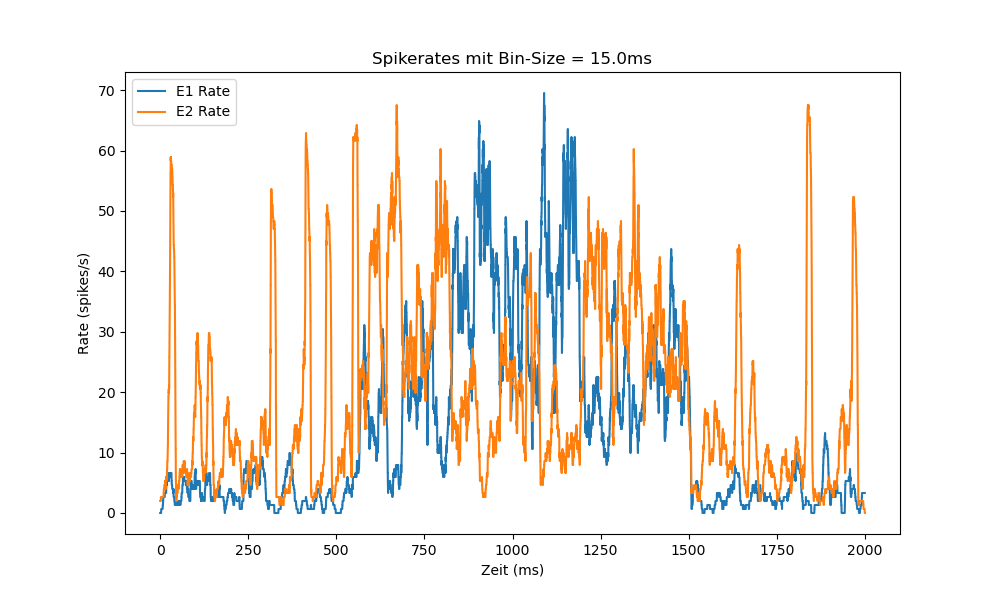 Spikerates mit Bin-Size = 15.0ms
E1 Rate
E2 Rate
70
60
50
40
30
20
10
0
Rate (spikes/s)
0 250 500 750 1000 1250 1500 1750 2000
Zeit (ms)